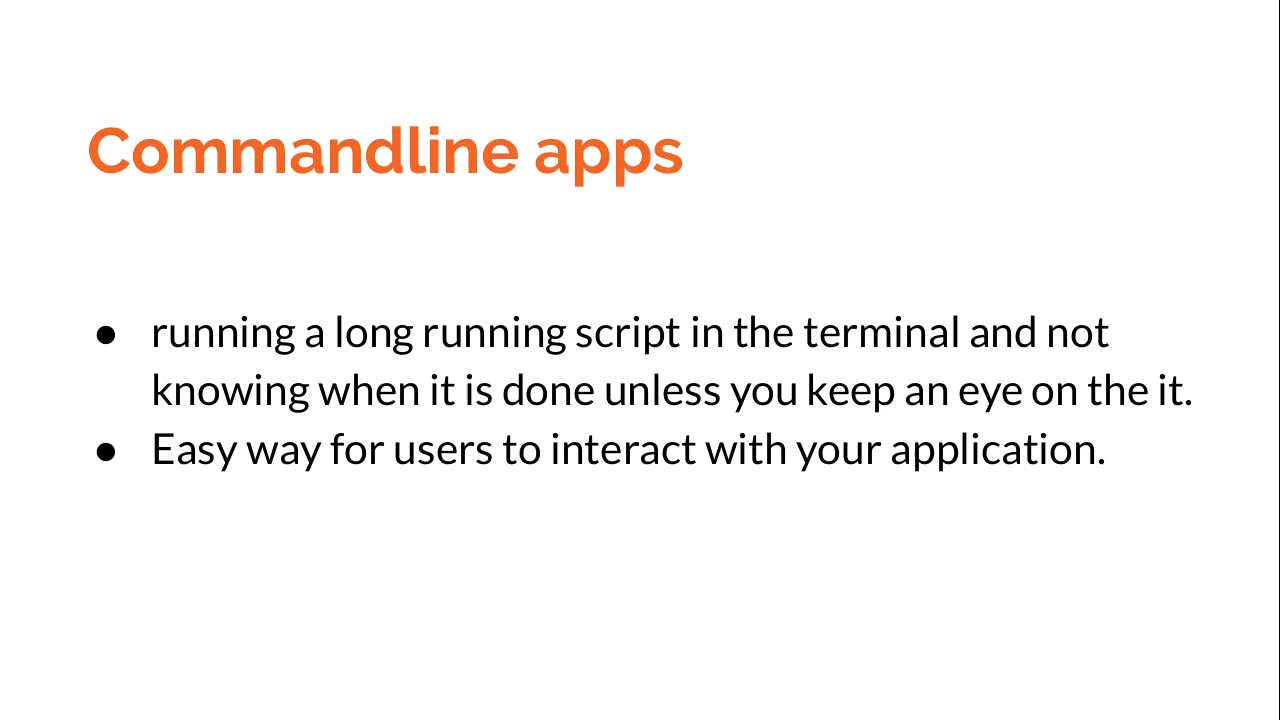 Commandline apps
● running a long running script in the terminal and not
knowing when it is done unless you keep an eye on the it.
● Easy way for users to interact with your application.